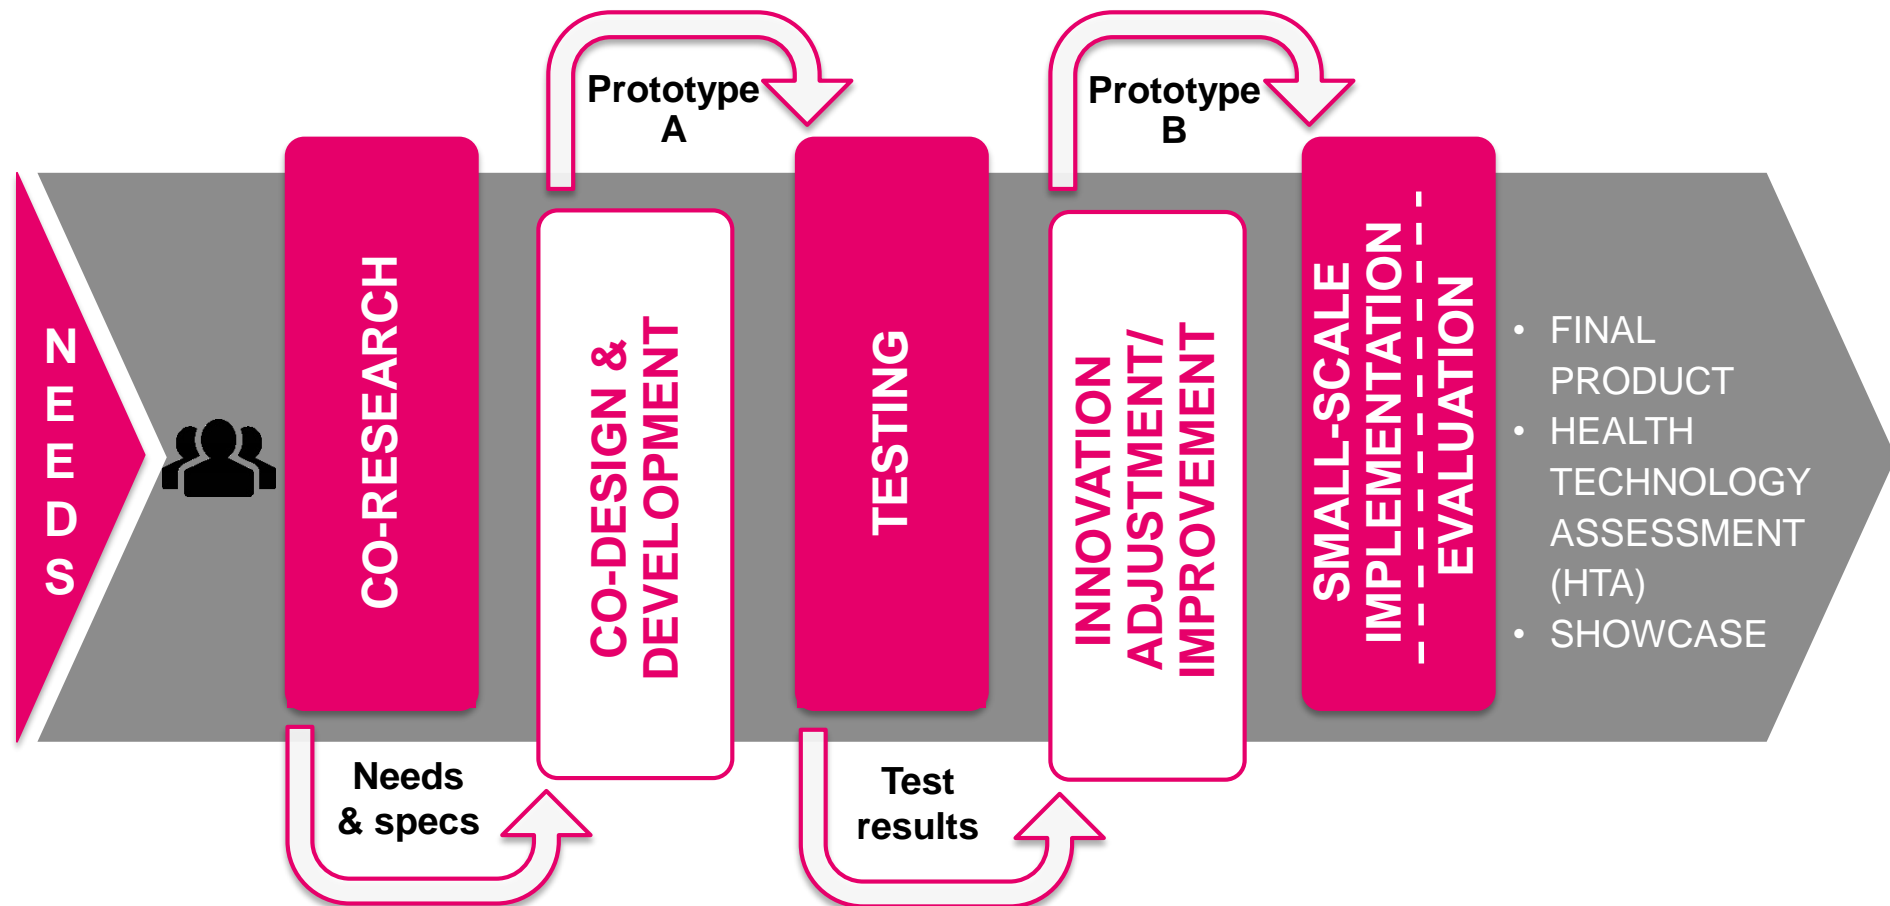 NEEDS
CO-RESEARCH
Needs
& specs
CO-DESIGN &
DEVELOPMENT
Prototype
A
TESTING
Test
results
INNOVATION
ADJUSTMENT/
IMPROVEMENT
Prototype
B
SMALL-SCALE
IMPLEMENTATION
EVALUATION
• FINAL
PRODUCT
• HEALTH
TECHNOLOGY
ASSESSMENT
(HTA)
• SHOWCASE